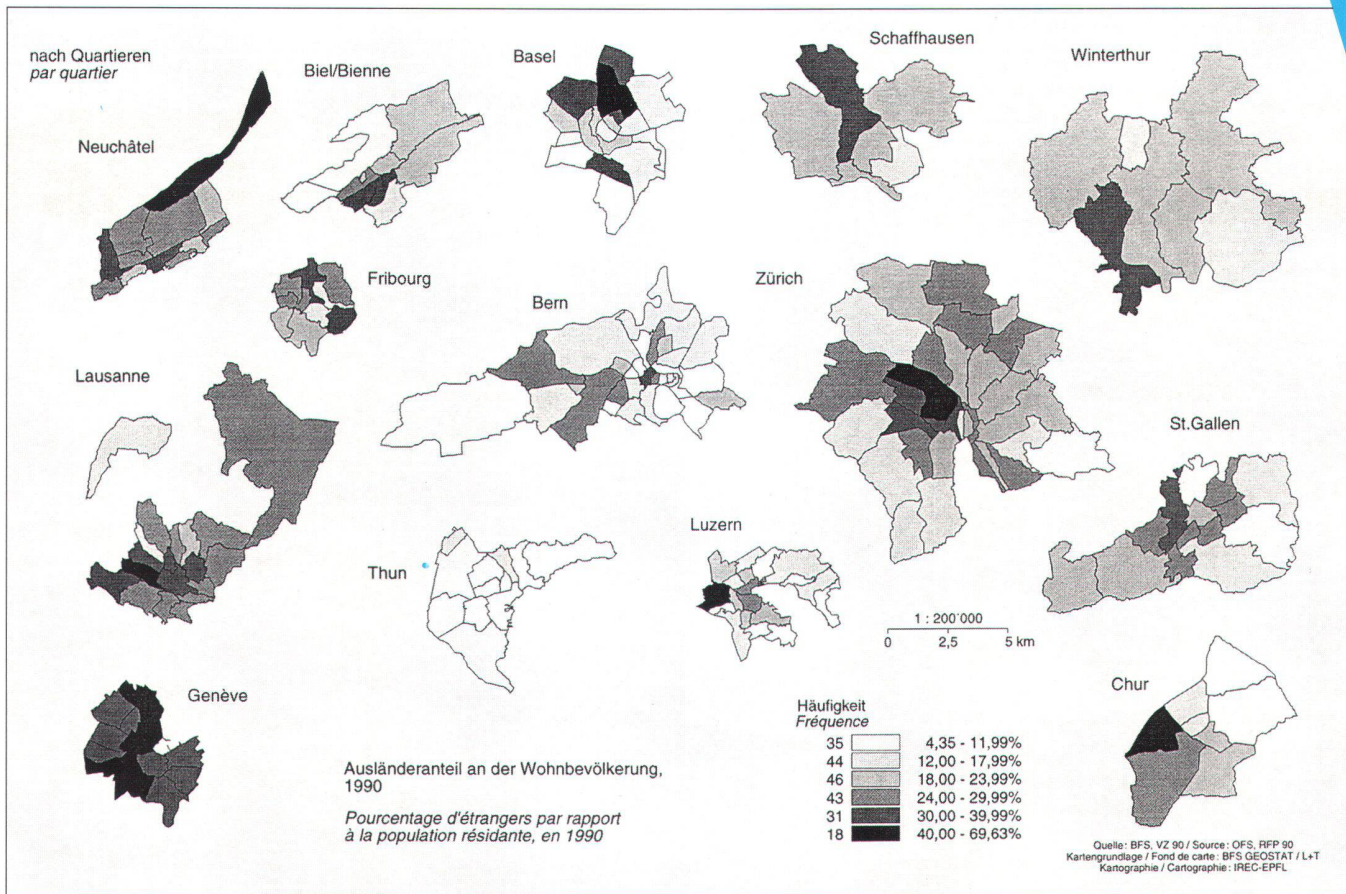 nach Quartieren
par quartier
Neuchâtel
Biel/Bienne
Basel
Schaffhausen
Winterthur
Fribourg
Bern
Zürich
Lausanne
St.Gallen
Thun
Luzern
1 : 200'000
0 2,5 5 km
Genève
Chur
Ausländeranteil an der Wohnbevölkerung,
1990
Pourcentage d'étrangers par rapport
à la population résidante, en 1990
Häufigkeit
Fréquence
35 4,35 - 11,99%
44 12,00 - 17,99%
46 18,00 - 23,99%
43 24,00 - 29,99%
31 30,00 - 39,99%
18 40,00 - 69,63%
Quelle: BFS, VZ 90 / Source: OFS, RFP 90
Kartengrundlage / Fond de carte: BFS GEOSTAT / L+T
Kartographie / Cartographie: IREC-EPFL